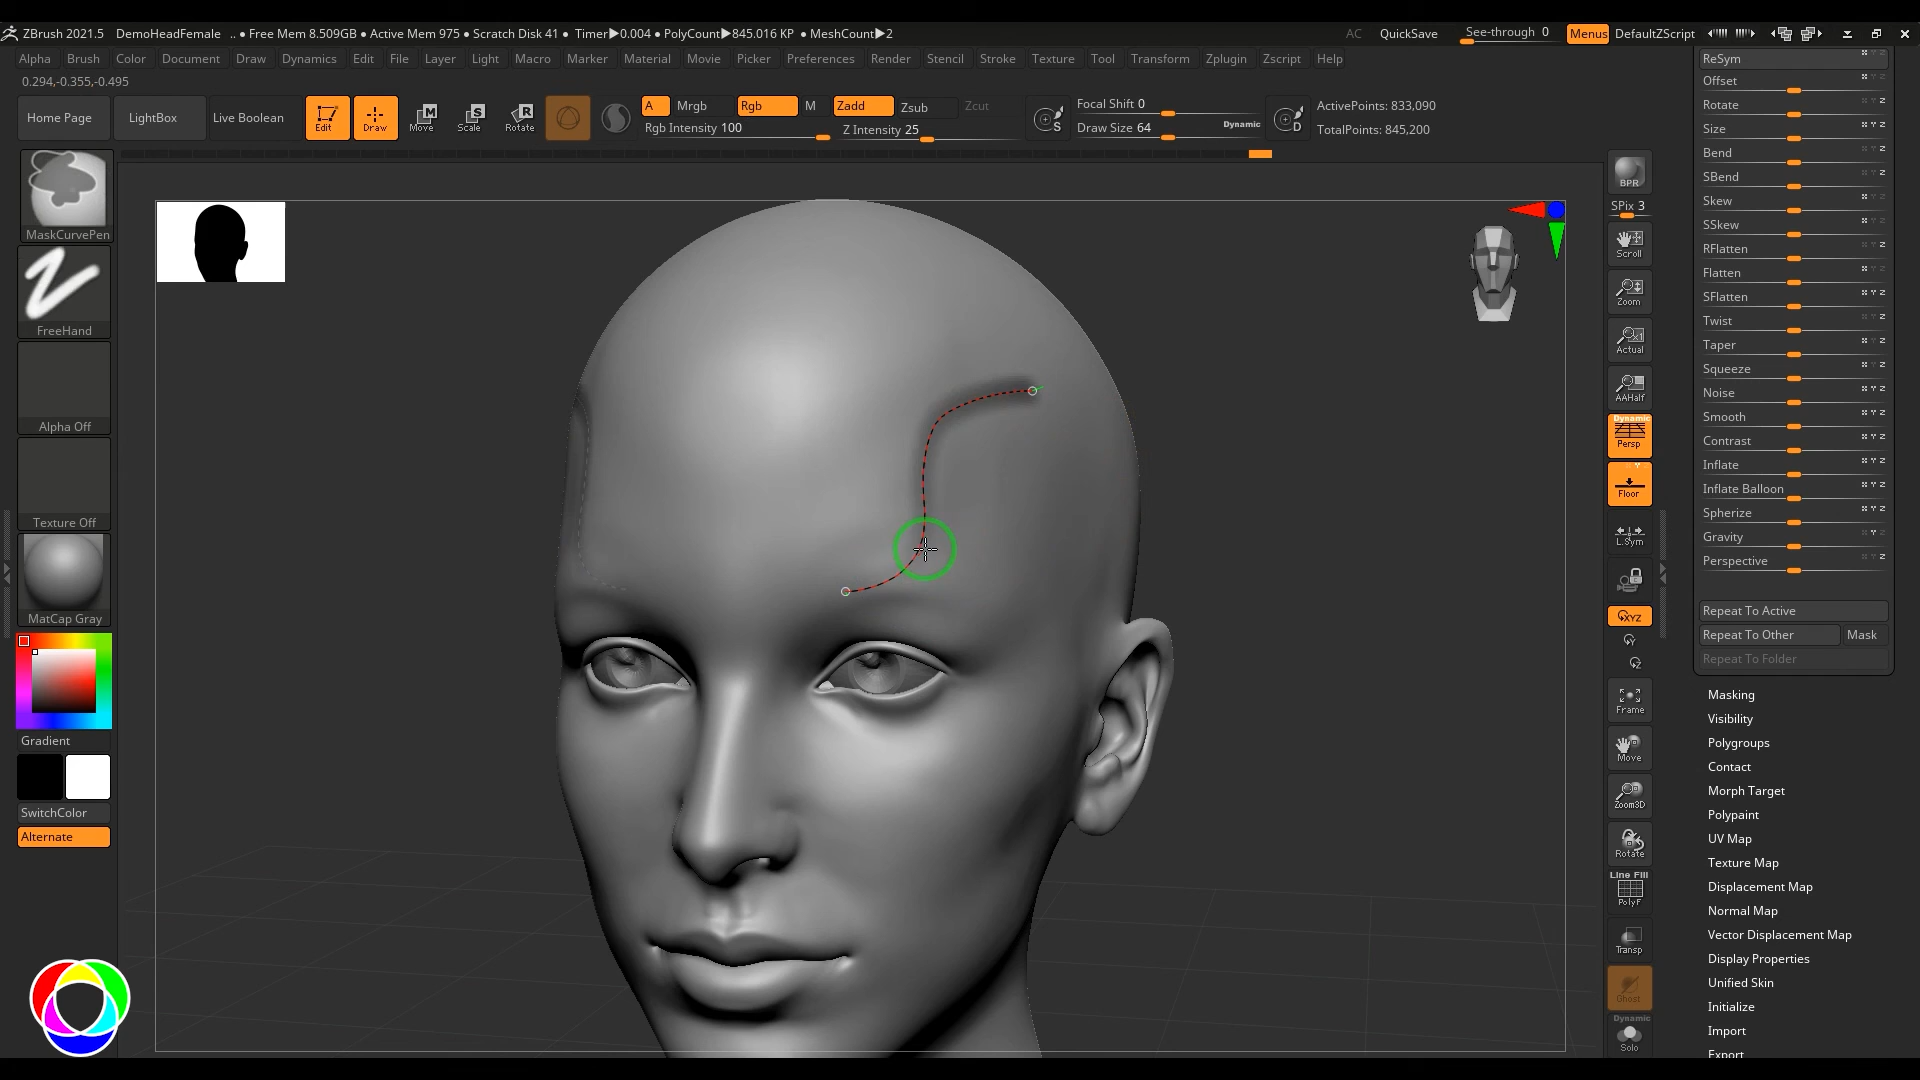 ZBrush 2021.5 DemoHeadFemale .. ● Free Mem 8.509GB ● Active Mem 975 ● Scratch Disk 41 ● Timer▶0.004 ● PolyCount▶845.016 KP ● MeshCount▶2 AC QuickSave See-through 0 Menus DefaultZScript
Alpha Brush Color Document Draw Dynamics Edit File Layer Light Macro Marker Material Movie Picker Preferences Render Stencil Stroke Texture Tool Transform Zplugin Zscript Help
0.294,-0.355,-0.495
Home Page LightBox Live Boolean Edit Draw Move Scale Rotate
A Mrgb Rgb M Zadd Zsub Zcut
Rgb Intensity 100 Z Intensity 25
S
Focal Shift 0
Draw Size 64 Dynamic
D
ActivePoints: 833,090
TotalPoints: 845,200
MaskCurvePen
FreeHand
Alpha Off
Texture Off
MatCap Gray
Gradient
SwitchColor
Alternate
BPR
SPix 3
Scroll
Zoom
Actual
AAHalf
Dynamic
Persp
Floor
L.Sym
XYZ
Y
Z
Frame
Move
Zoom3D
Rotate
Line Fill
PolyF
Transp
Ghost
Dynamic
Solo
ReSym
Offset
Rotate
Size
Bend
SBend
Skew
SSkew
RFlatten
Flatten
SFlatten
Twist
Taper
Squeeze
Noise
Smooth
Contrast
Inflate
Inflate Balloon
Spherize
Gravity
Perspective
Repeat To Active
Repeat To Other Mask
Repeat To Folder
Masking
Visibility
Polygroups
Contact
Morph Target
Polypaint
UV Map
Texture Map
Displacement Map
Normal Map
Vector Displacement Map
Display Properties
Unified Skin
Initialize
Import
Export